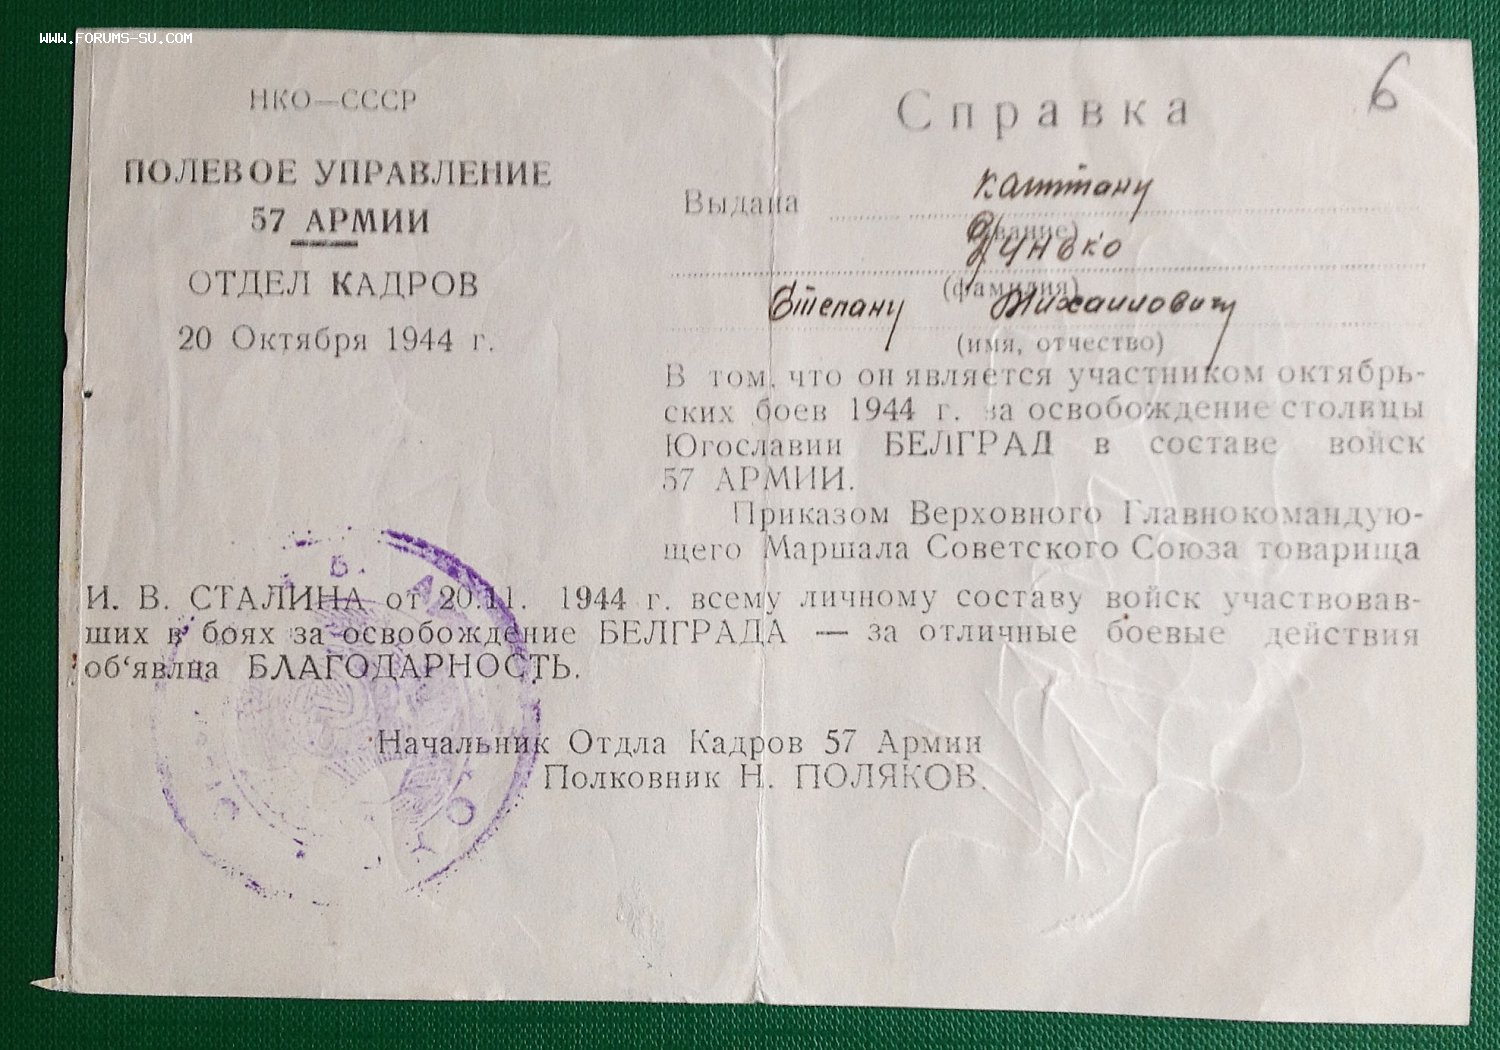 www.FORUMS-SU.COM
6
НКО—СССР
ПОЛЕВОЕ УПРАВЛЕНИЕ
57 АРМИИ
ОТДЕЛ КАДРОВ
20 Октября 1944 г.
Справка
Выдана капитану
(звание)
Дунько
(фамилия)
Степану Михайловичу
(имя, отчество)
В том, что он является участником октябрь-
ских боев 1944 г. за освобождение столицы
Югославии БЕЛГРАД в составе войск
57 АРМИИ.
Приказом Верховного Главнокомандую-
щего Маршала Советского Союза товарища
И. В. СТАЛИНА от 20.11. 1944 г. всему личному составу войск участвовав-
ших в боях за освобождение БЕЛГРАДА — за отличные боевые действия
об‘явлца БЛАГОДАРНОСТЬ.
Начальник Отдла Кадров 57 Армии
Полковник Н. ПОЛЯКОВ.